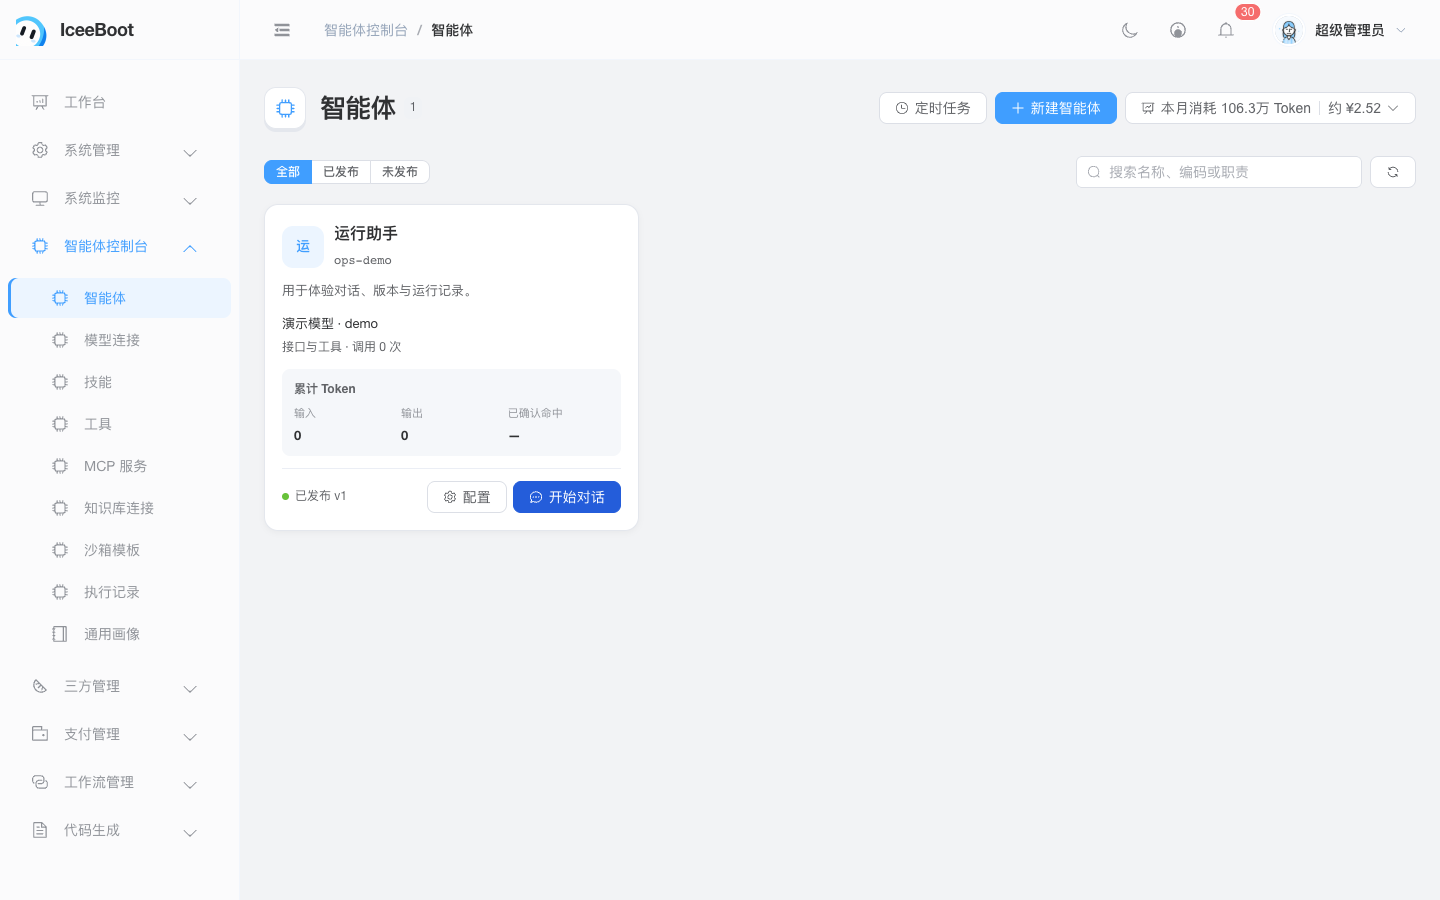 IceeBoot
智能体控制台 / 智能体
30
超级管理员
工作台
系统管理
系统监控
智能体控制台
智能体
模型连接
技能
工具
MCP 服务
知识库连接
沙箱模板
执行记录
通用画像
三方管理
支付管理
工作流管理
代码生成
智能体 1
定时任务
新建智能体
本月消耗 106.3万 Token 约 ¥2.52
全部 已发布 未发布
搜索名称、编码或职责
运
运行助手
ops-demo
用于体验对话、版本与运行记录。
演示模型 · demo
接口与工具 · 调用 0 次
累计 Token
输入 输出 已确认命中
0 0 —
已发布 v1
配置
开始对话